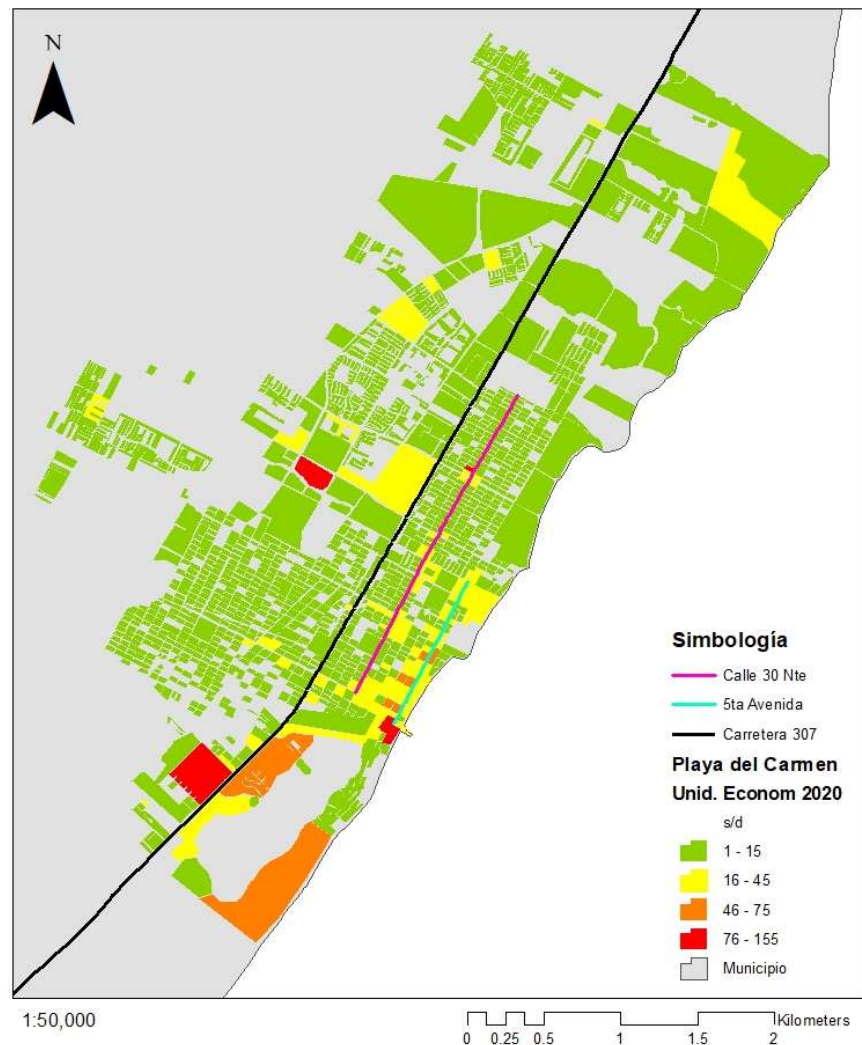 N
Simbología
Calle 30 Nte
5ta Avenida
Carretera 307
Playa del Carmen
Unid. Econom 2020
s/d
1 - 15
16 - 45
46 - 75
76 - 155
Municipio
1:50,000
Kilometers
0 0.25 0.5 1 1.5 2